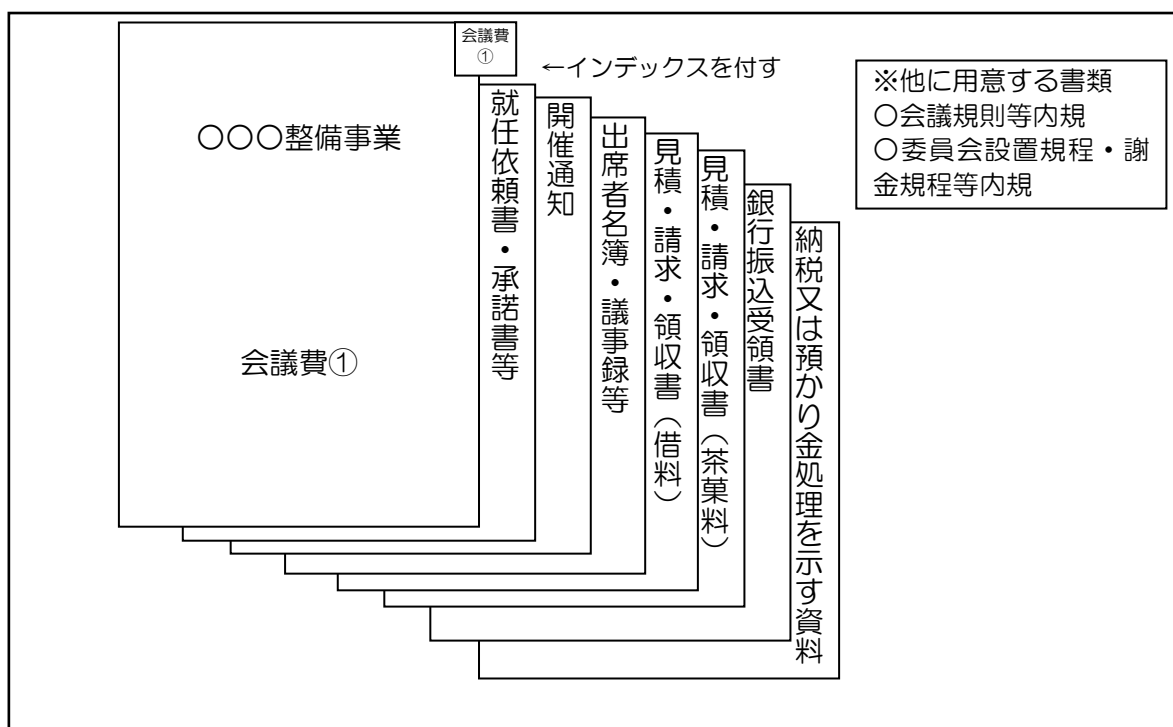 会議費
①
←インデックスを付す
〇〇〇整備事業
会議費①
就任依頼書・承諾書等
開催通知
出席者名簿・議事録等
見積・請求・領収書（借料）
見積・請求・領収書（茶菓料）
銀行振込受領書
納税又は預かり金処理を示す資料
※他に用意する書類
〇会議規則等内規
〇委員会設置規程・謝
金規程等内規